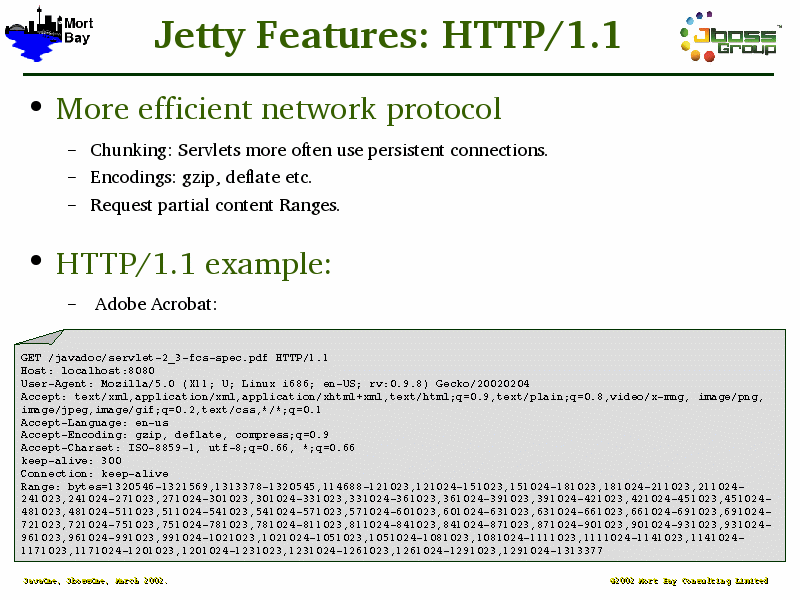 Mort
Bay
Jetty Features: HTTP/1.1
Jboss
Group
™
• More efficient network protocol
– Chunking: Servlets more often use persistent connections.
– Encodings: gzip, deflate etc.
– Request partial content Ranges.
• HTTP/1.1 example:
– Adobe Acrobat:
GET /javadoc/servlet-2_3-fcs-spec.pdf HTTP/1.1
Host: localhost:8080
User-Agent: Mozilla/5.0 (X11; U; Linux i686; en-US; rv:0.9.8) Gecko/20020204
Accept: text/xml,application/xml,application/xhtml+xml,text/html;q=0.9,text/plain;q=0.8,video/x-mng, image/png,
image/jpeg,image/gif;q=0.2,text/css,*/*;q=0.1
Accept-Language: en-us
Accept-Encoding: gzip, deflate, compress;q=0.9
Accept-Charset: ISO-8859-1, utf-8;q=0.66, *;q=0.66
keep-alive: 300
Connection: keep-alive
Range: bytes=1320546-1321569,1313378-1320545,114688-121023,121024-151023,151024-181023,181024-211023,211024-
241023,241024-271023,271024-301023,301024-331023,331024-361023,361024-391023,391024-421023,421024-451023,451024-
481023,481024-511023,511024-541023,541024-571023,571024-601023,601024-631023,631024-661023,661024-691023,691024-
721023,721024-751023,751024-781023,781024-811023,811024-841023,841024-871023,871024-901023,901024-931023,931024-
961023,961024-991023,991024-1021023,1021024-1051023,1051024-1081023,1081024-1111023,1111024-1141023,1141024-
1171023,1171024-1201023,1201024-1231023,1231024-1261023,1261024-1291023,1291024-1313377
JavaOne, JbossOne, March 2002.
©2002 Mort Bay Consulting Limited